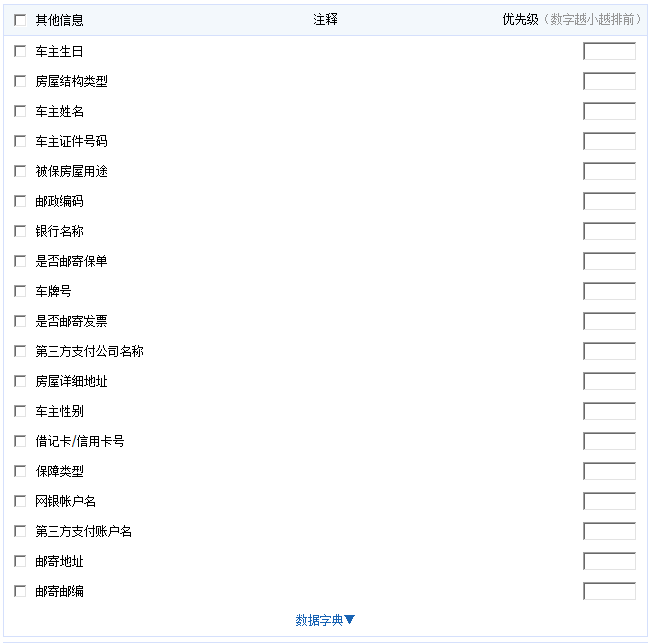 其他信息 注释 优先级（数字越小越排前）
车主生日
房屋结构类型
车主姓名
车主证件号码
被保房屋用途
邮政编码
银行名称
是否邮寄保单
车牌号
是否邮寄发票
第三方支付公司名称
房屋详细地址
车主性别
借记卡/信用卡号
保障类型
网银帐户名
第三方支付账户名
邮寄地址
邮寄邮编
数据字典▼